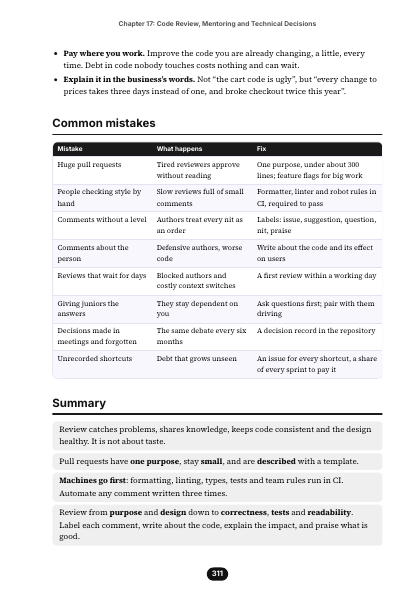 Chapter 17: Code Review, Mentoring and Technical Decisions
• Pay where you work. Improve the code you are already changing, a little, every
time. Debt in code nobody touches costs nothing and can wait.
• Explain it in the business's words. Not “the cart code is ugly”, but “every change to
prices takes three days instead of one, and broke checkout twice this year”.
Common mistakes
Mistake What happens Fix
Huge pull requests Tired reviewers approve One purpose, under about 300
without reading lines; feature flags for big work
People checking style by Slow reviews full of small Formatter, linter and robot rules in
hand comments CI, required to pass
Comments without a level Authors treat every nit as Labels: issue, suggestion, question,
an order nit, praise
Comments about the Defensive authors, worse Write about the code and its effect
person code on users
Reviews that wait for days Blocked authors and A first review within a working day
costly context switches
Giving juniors the They stay dependent on Ask questions first; pair with them
answers you driving
Decisions made in The same debate every six A decision record in the repository
meetings and forgotten months
Unrecorded shortcuts Debt that grows unseen An issue for every shortcut, a share
of every sprint to pay it
Summary
Review catches problems, shares knowledge, keeps code consistent and the design
healthy. It is not about taste.
Pull requests have one purpose, stay small, and are described with a template.
Machines go first: formatting, linting, types, tests and team rules run in CI.
Automate any comment written three times.
Review from purpose and design down to correctness, tests and readability.
Label each comment, write about the code, explain the impact, and praise what is
good.
311